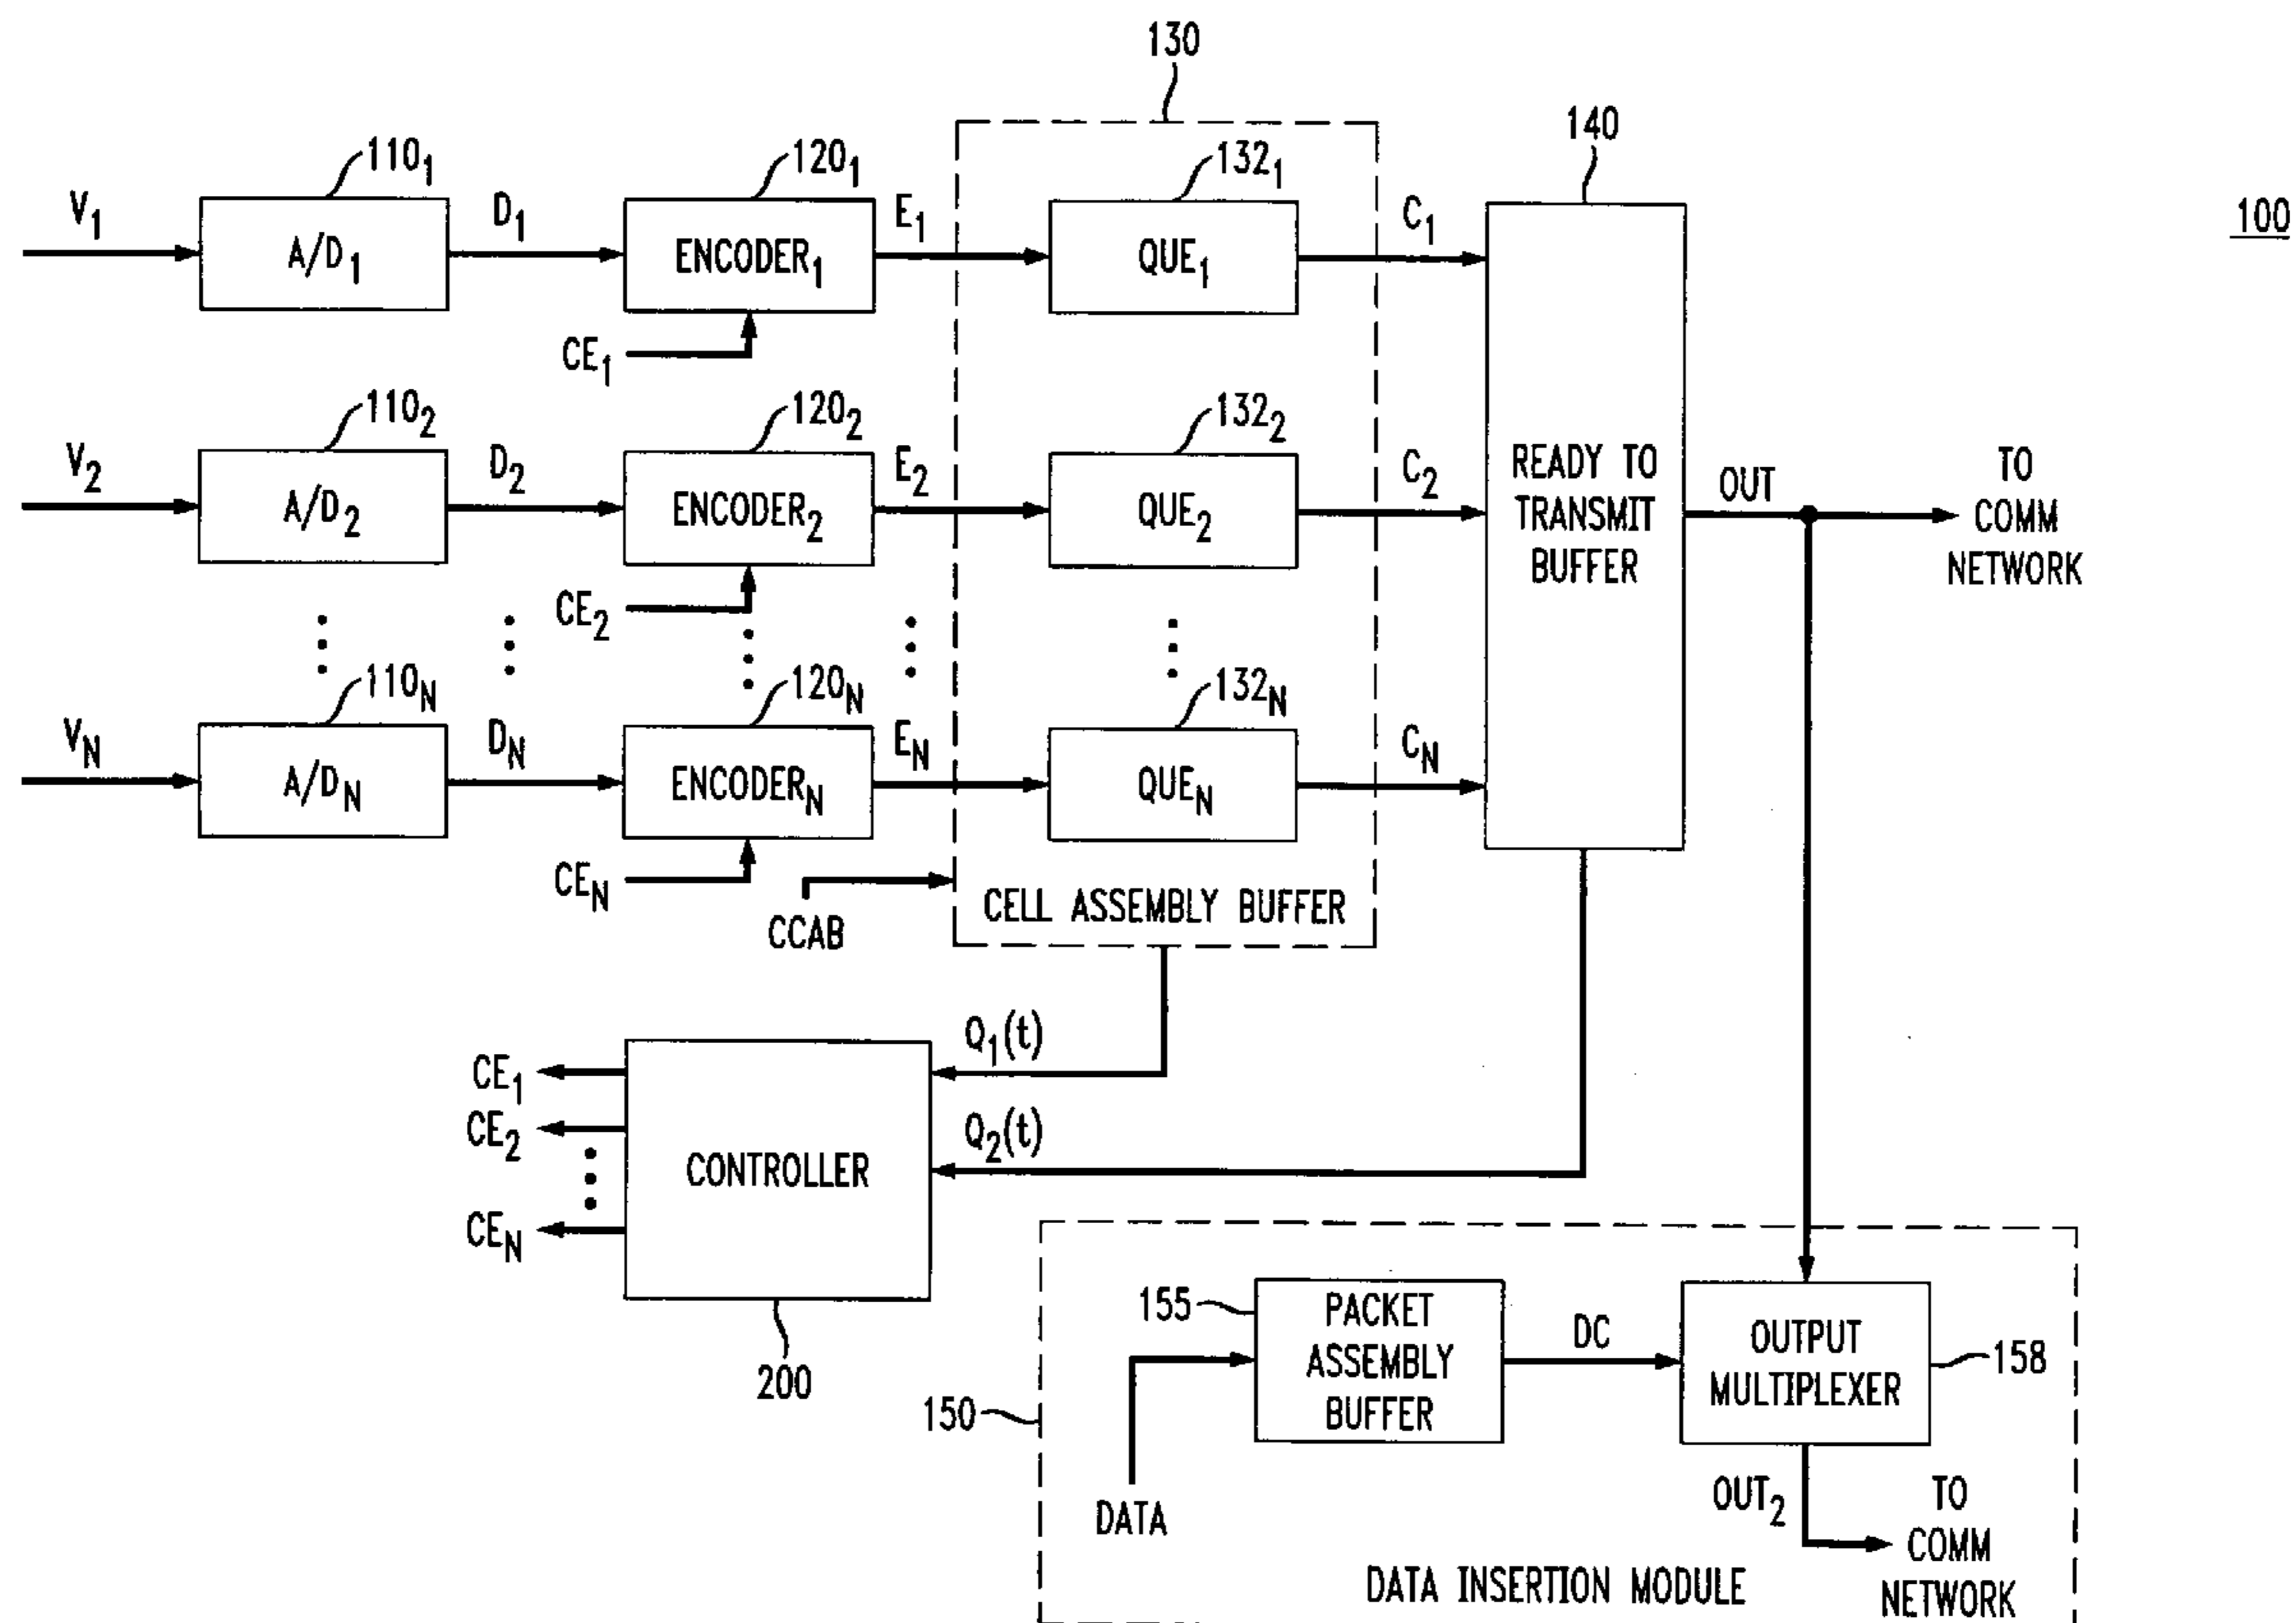 130
140
100
110₁
120₁
132₁
V₁
A/D₁
D₁
ENCODER₁
E₁
QUE₁
C₁
CE₁
110₂
120₂
132₂
V₂
A/D₂
D₂
ENCODER₂
E₂
QUE₂
C₂
CE₂
READY TO
TRANSMIT
BUFFER
OUT
TO
COMM
NETWORK
110N
120N
132N
VN
A/DN
DN
ENCODERN
EN
QUEN
CN
CEN
CCAB
CELL ASSEMBLY BUFFER
Q₁(t)
Q₂(t)
CE₁
CE₂
CEN
CONTROLLER
200
155
PACKET
ASSEMBLY
BUFFER
DC
OUTPUT
MULTIPLEXER
158
150
DATA
OUT₂
TO
COMM
NETWORK
DATA INSERTION MODULE